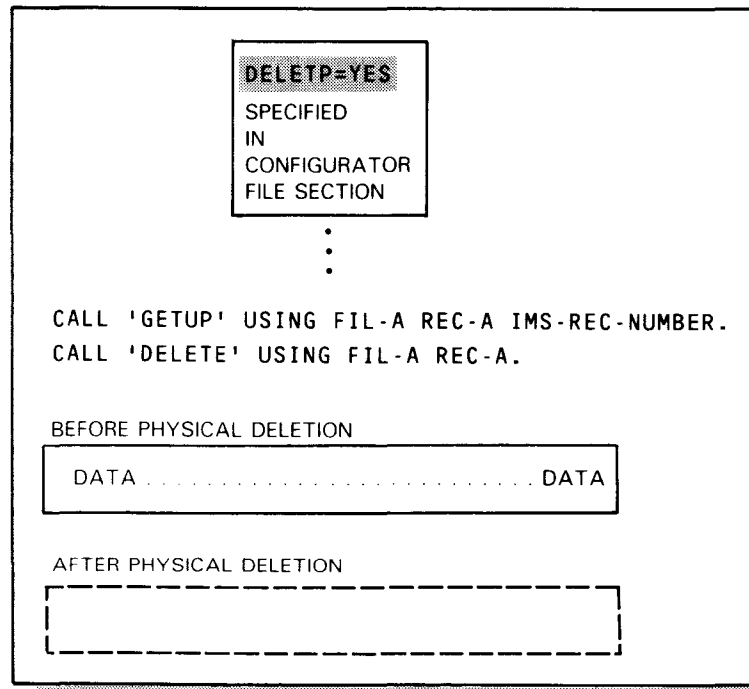 DELETP=YES
SPECIFIED
IN
CONFIGURATOR
FILE SECTION
CALL 'GETUP' USING FIL-A REC-A IMS-REC-NUMBER.
CALL 'DELETE' USING FIL-A REC-A.
BEFORE PHYSICAL DELETION
DATA . . . . . . . . . . . . . . . . . . . . . . . . . . . DATA
AFTER PHYSICAL DELETION